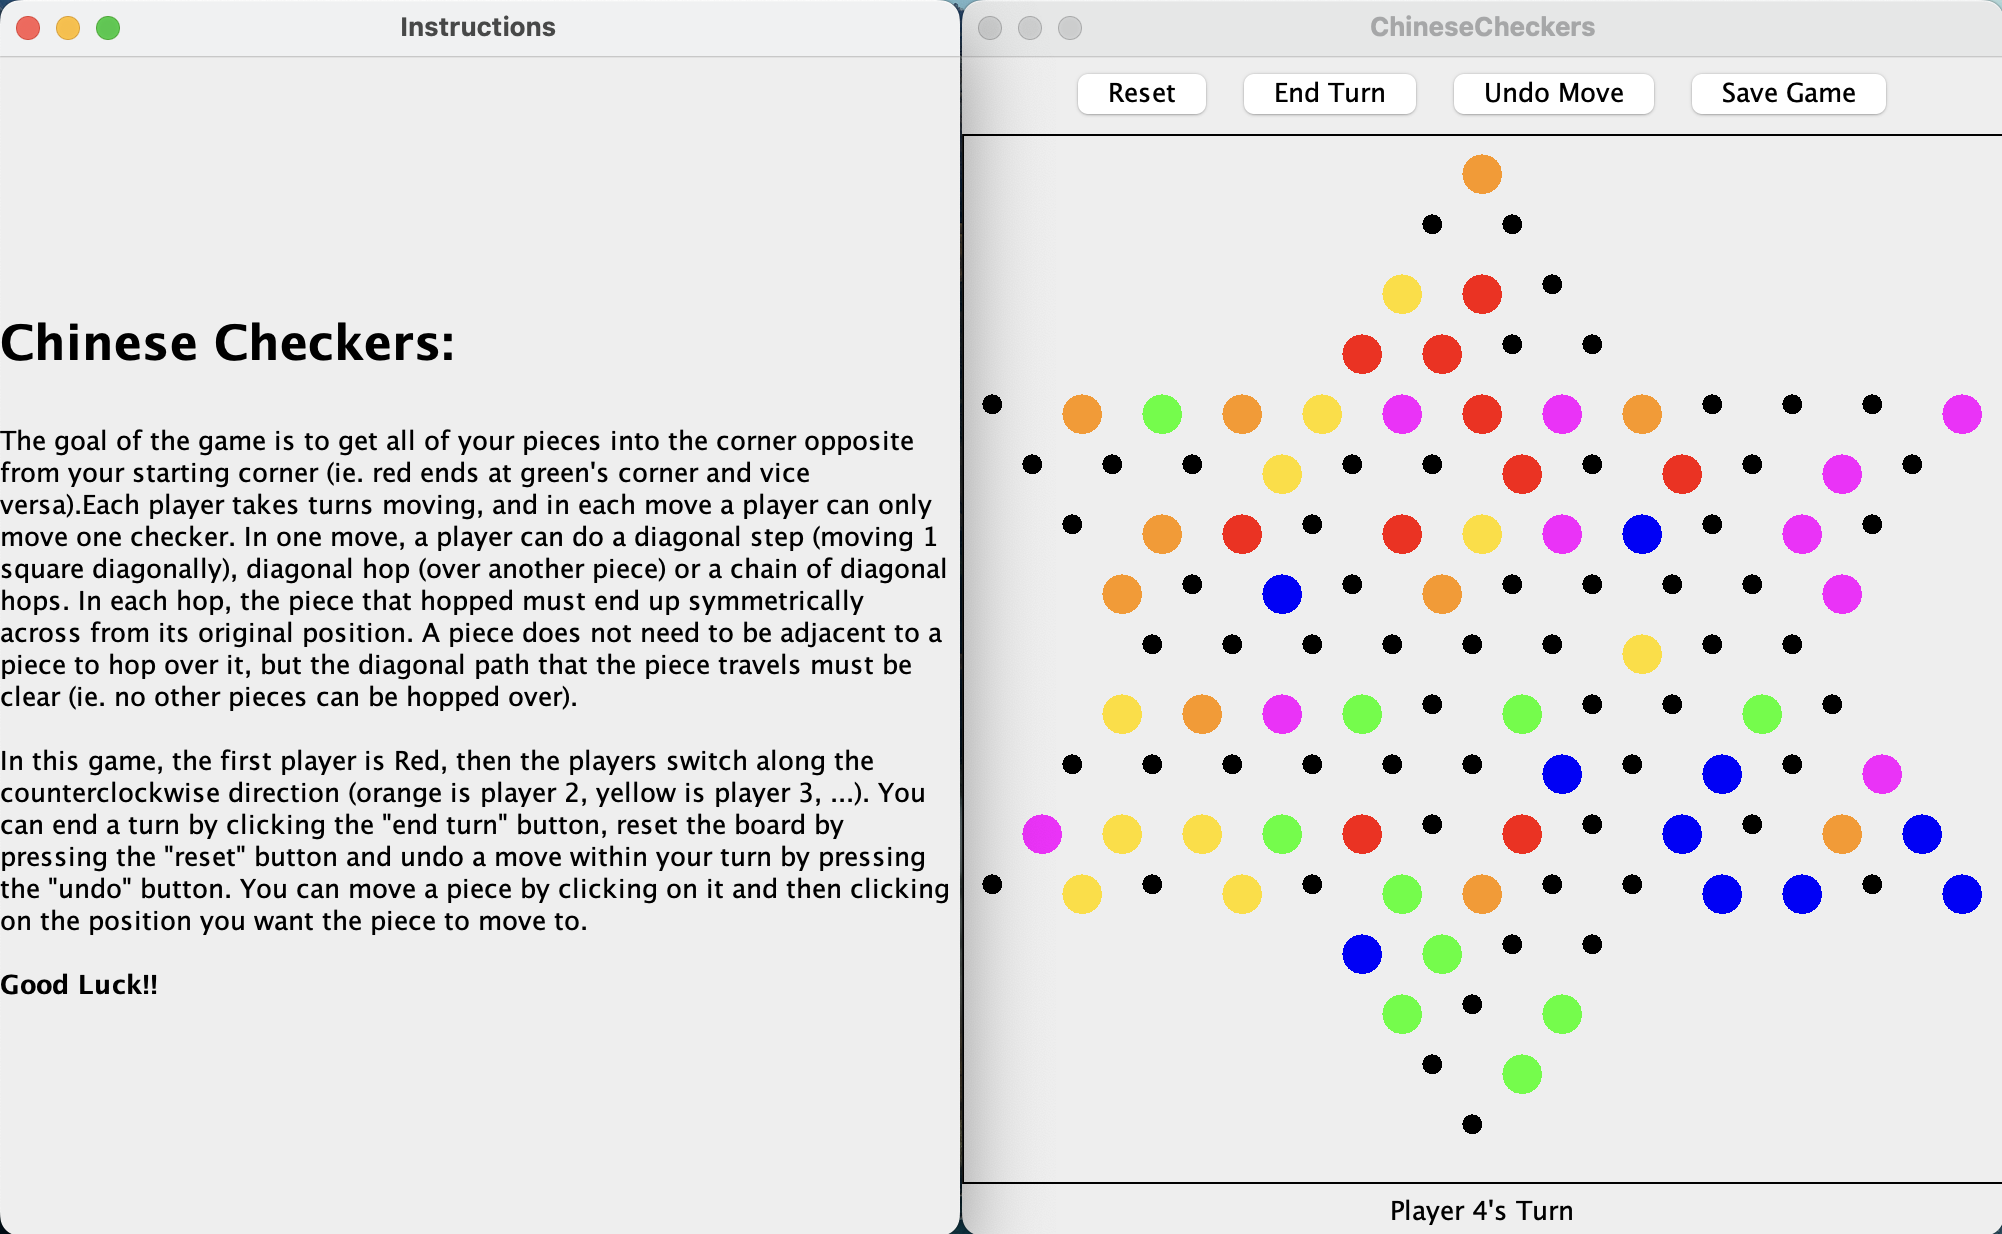 Instructions
Chinese Checkers:
The goal of the game is to get all of your pieces into the corner opposite
from your starting corner (ie. red ends at green's corner and vice
versa).Each player takes turns moving, and in each move a player can only
move one checker. In one move, a player can do a diagonal step (moving 1
square diagonally), diagonal hop (over another piece) or a chain of diagonal
hops. In each hop, the piece that hopped must end up symmetrically
across from its original position. A piece does not need to be adjacent to a
piece to hop over it, but the diagonal path that the piece travels must be
clear (ie. no other pieces can be hopped over).
In this game, the first player is Red, then the players switch along the
counterclockwise direction (orange is player 2, yellow is player 3, ...). You
can end a turn by clicking the "end turn" button, reset the board by
pressing the "reset" button and undo a move within your turn by pressing
the "undo" button. You can move a piece by clicking on it and then clicking
on the position you want the piece to move to.
Good Luck!!
ChineseCheckers
Reset End Turn Undo Move Save Game
Player 4's Turn